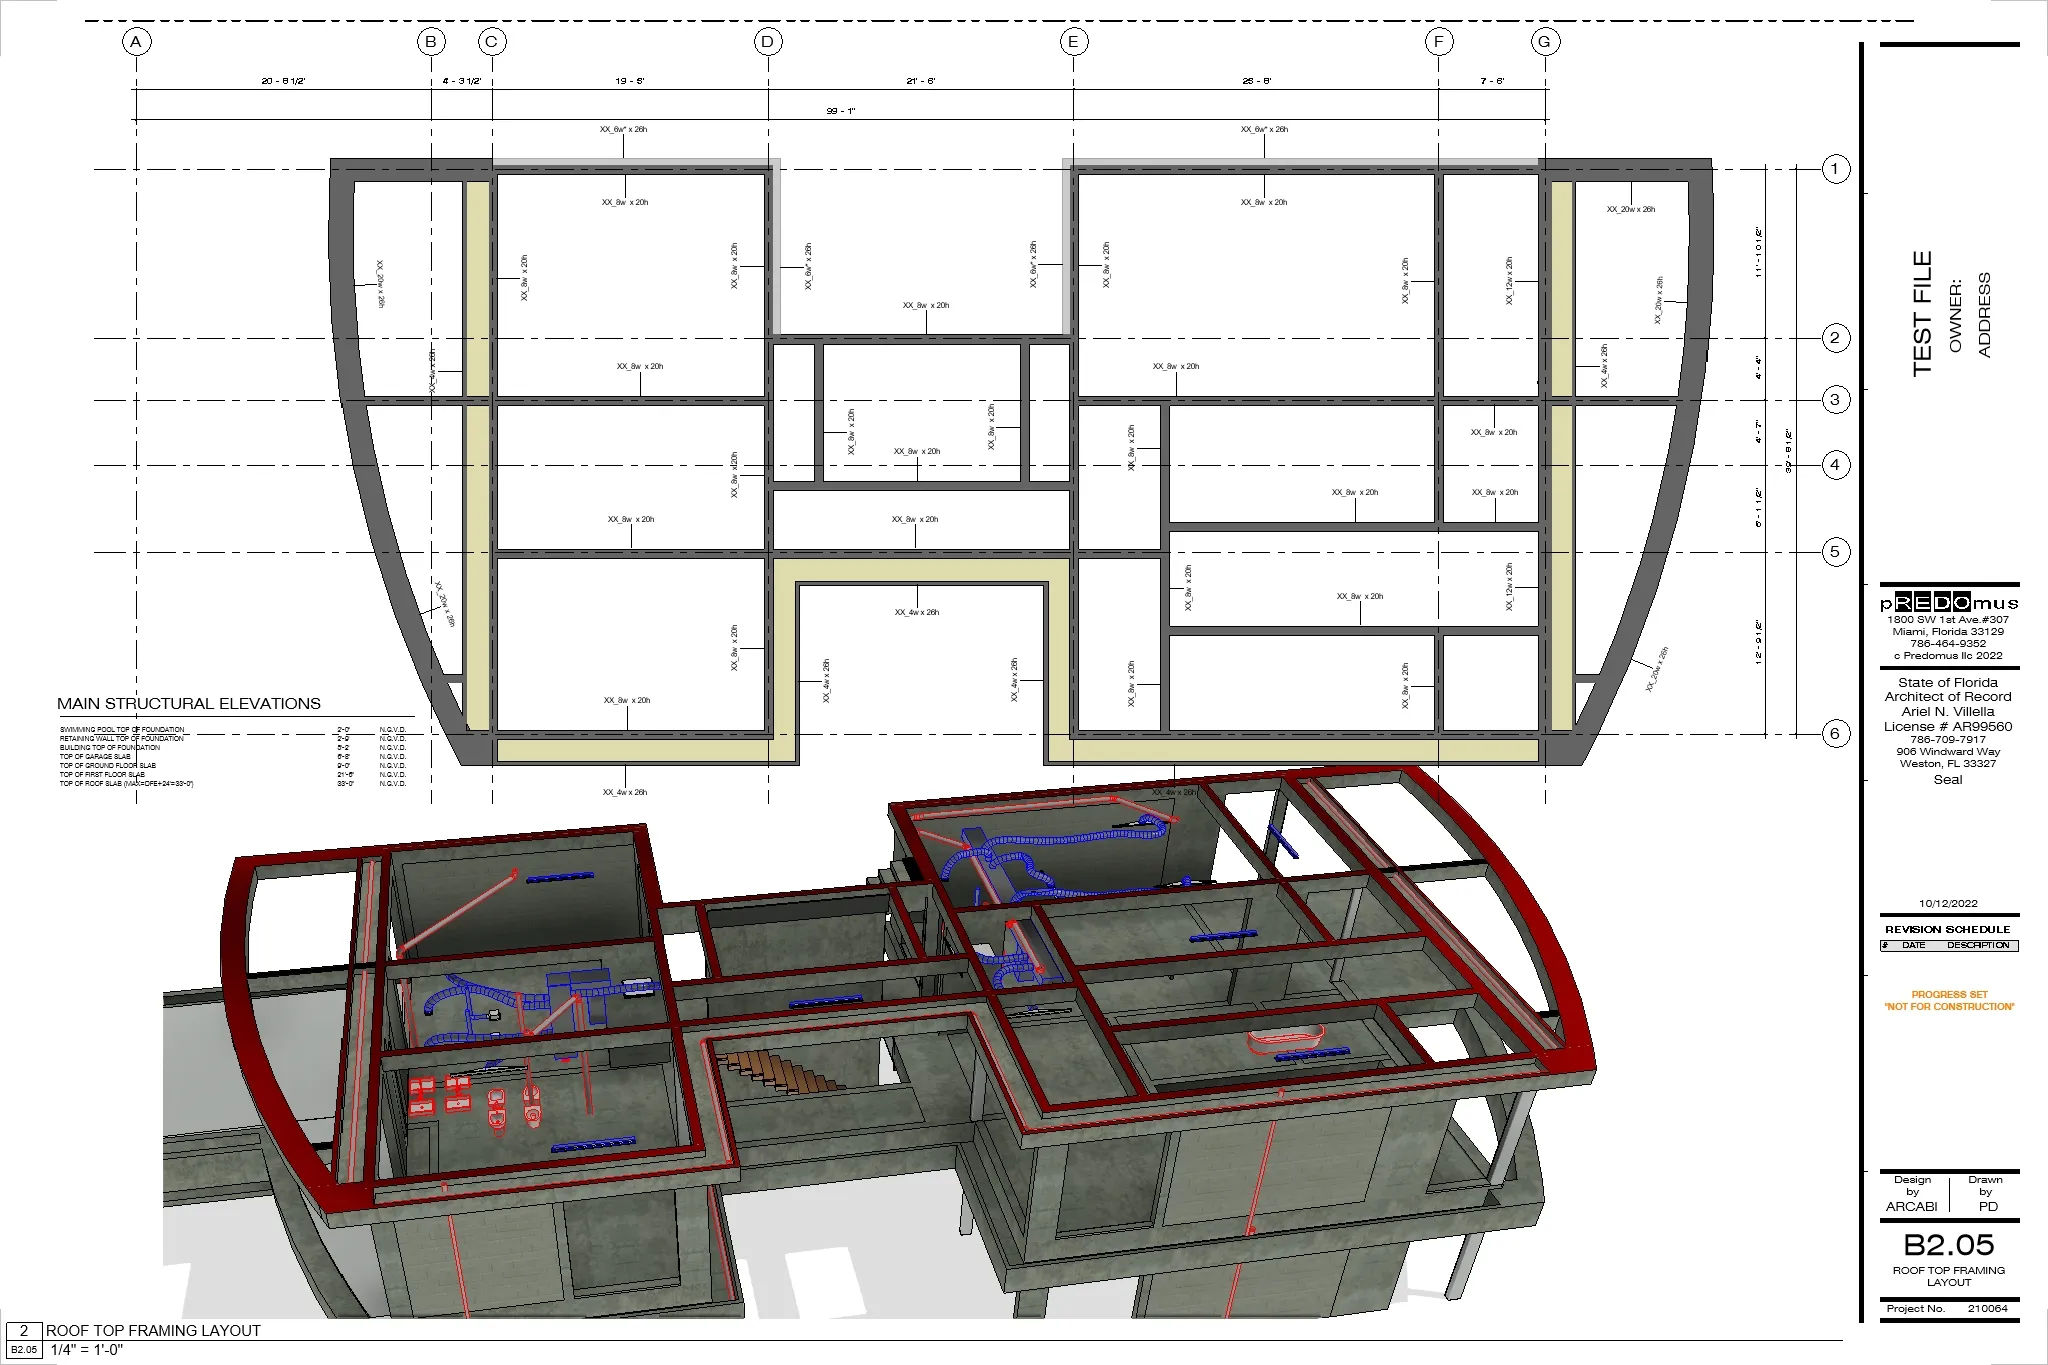 A B C D E F G
20 - 8 1/2" 4 - 3 1/2" 19 - 5" 21' - 6" 25 - 8" 7 - 6"
99 - 1"
XX_6w" x 26h XX_6w" x 26h
1
XX_8w x 20h XX_8w x 20h XX_20w x 26h
XX_20w x 26h XX_8w x 20h XX_8w x 20h XX_6w" x 26h XX_6w" x 26h XX_8w x 20h XX_8w x 20h XX_12w x 20h XX_20w x 26h 11' - 10 1/2"
XX_8w x 20h
2
XX_4w x 26h XX_8w x 20h XX_8w x 20h XX_4w x 26h 4' - 4"
3
XX_8w x 20h XX_8w x 20h XX_8w x 20h XX_8w x 20h 4' - 7"
XX_8w x 20h XX_8w x 20h
4
XX_8w x 20h XX_8w x 20h
XX_8w x 20h XX_8w x 20h 6' - 1 1/2"
5
XX_20w x 26h XX_4w x 26h XX_8w x 20h XX_8w x 20h XX_12w x 20h
XX_8w x 20h XX_4w x 26h XX_4w x 26h XX_8w x 20h XX_8w x 20h XX_20w x 26h 12' - 9 1/2"
XX_8w x 20h
6
XX_4w x 26h XX_4w x 26h
MAIN STRUCTURAL ELEVATIONS
SWIMMING POOL TOP OF FOUNDATION 2'-0" N.G.V.D.
RETAINING WALL TOP OF FOUNDATION 2'-9" N.G.V.D.
BUILDING TOP OF FOUNDATION 5'-2" N.G.V.D.
TOP OF GARAGE SLAB 6'-8" N.G.V.D.
TOP OF GROUND FLOOR SLAB 9'-0" N.G.V.D.
TOP OF FIRST FLOOR SLAB 21'-6" N.G.V.D.
TOP OF ROOF SLAB (MAX=DFE+24'=33'-0") 33'-0" N.G.V.D.
2 ROOF TOP FRAMING LAYOUT
B2.05 1/4" = 1'-0"
TEST FILE
OWNER:
ADDRESS
pREDOmus
1800 SW 1st Ave.#307
Miami, Florida 33129
786-464-9352
c Predomus llc 2022
State of Florida
Architect of Record
Ariel N. Villella
License # AR99560
786-709-7917
906 Windward Way
Weston, FL 33327
Seal
10/12/2022
REVISION SCHEDULE
# DATE DESCRIPTION
PROGRESS SET
"NOT FOR CONSTRUCTION"
Design by ARCABI
Drawn by PD
B2.05
ROOF TOP FRAMING
LAYOUT
Project No. 210064